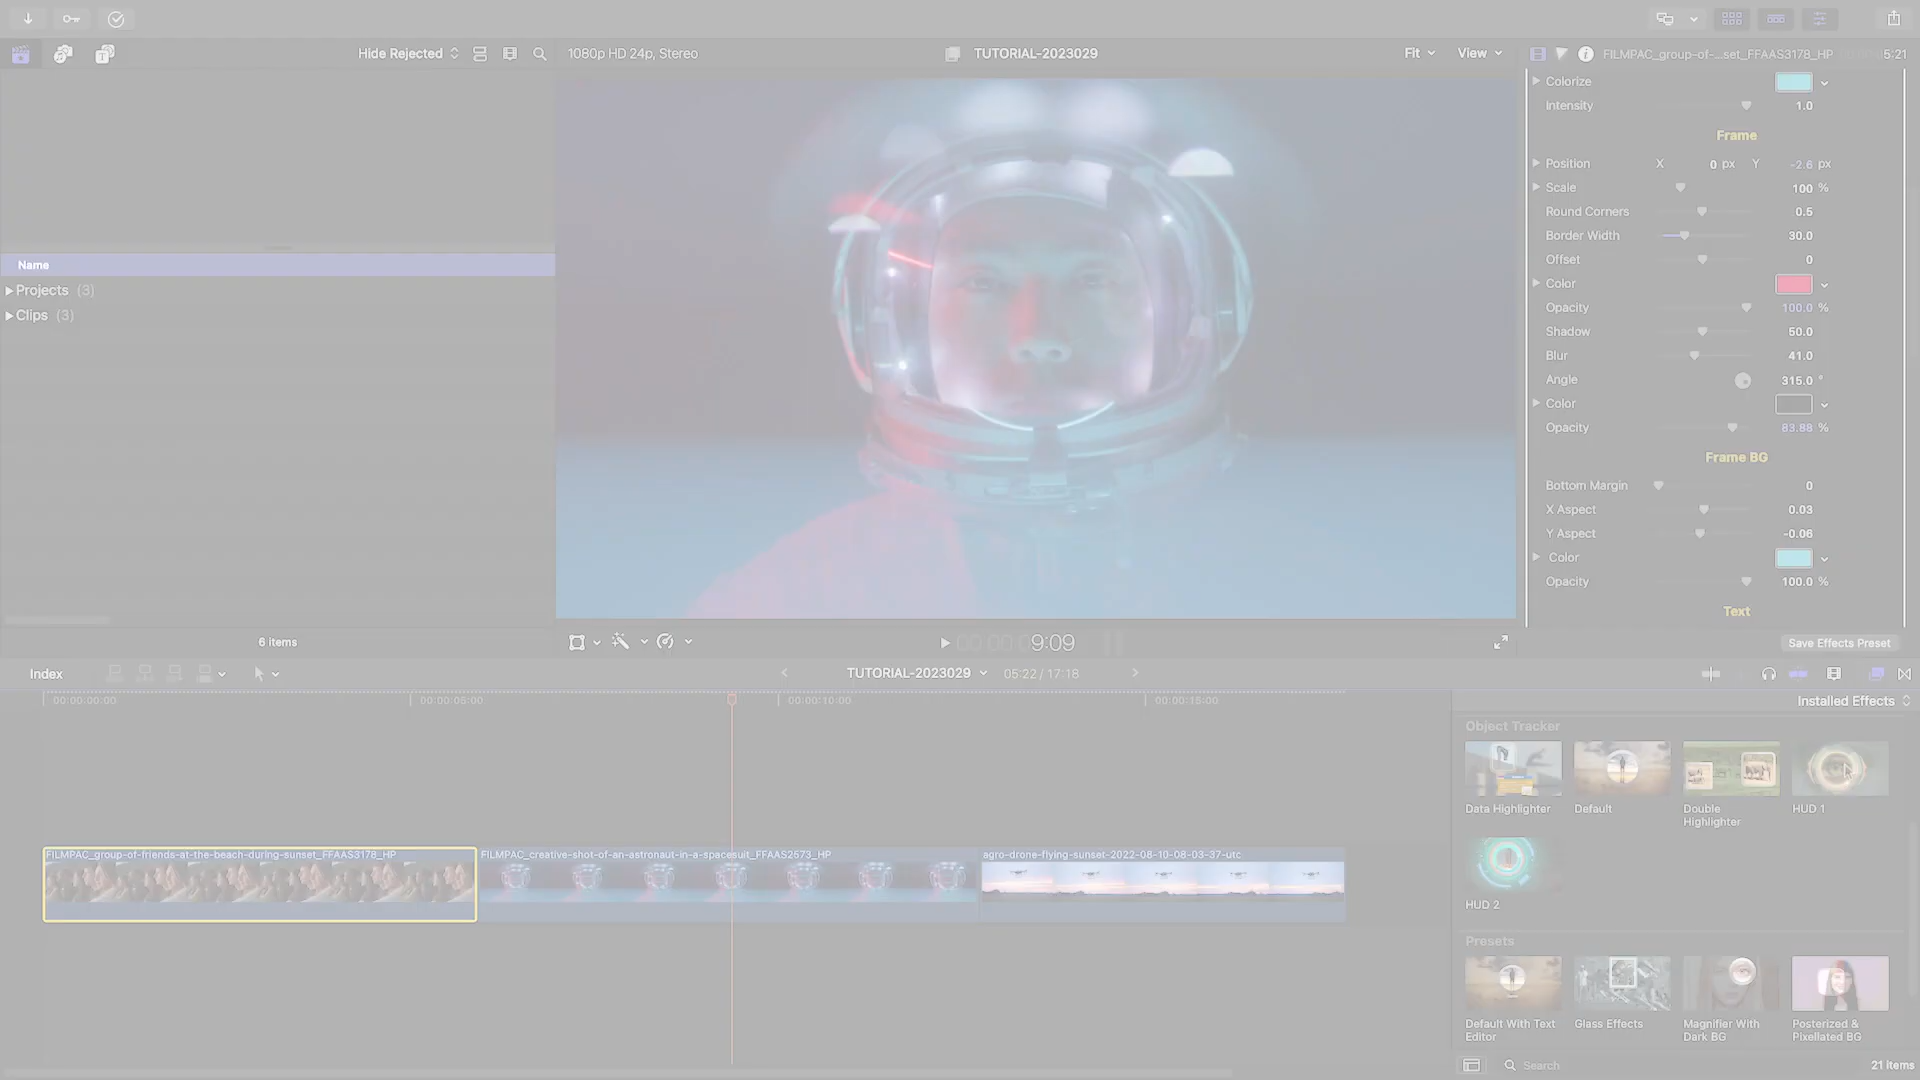 Hide Rejected
1080p HD 24p, Stereo
TUTORIAL-2023029
Fit
View
FILMPAC_group-of-...set_FFAAS3178_HP
5:21
Colorize
Intensity 1.0
Frame
Position X 0 px Y -2.6 px
Scale 100 %
Round Corners 0.5
Border Width 30.0
Offset 0
Color
Opacity 100.0 %
Shadow 50.0
Blur 41.0
Angle 315.0 °
Color
Opacity 83.88 %
Frame BG
Bottom Margin 0
X Aspect 0.03
Y Aspect -0.06
Color
Opacity 100.0 %
Text
Save Effects Preset
Name
Projects (3)
Clips (3)
6 items
00:00:00 9:09
Index
TUTORIAL-2023029
05:22 / 17:18
00:00:00:00
00:00:05:00
00:00:10:00
00:00:15:00
FILMPAC_group-of-friends-at-the-beach-during-sunset_FFAAS3178_HP
FILMPAC_creative-shot-of-an-astronaut-in-a-spacesuit_FFAAS2573_HP
agro-drone-flying-sunset-2022-08-10-08-03-37-utc
Installed Effects
Object Tracker
Data Highlighter
Default
Double
Highlighter
HUD 1
HUD 2
Presets
Default With Text
Editor
Glass Effects
Magnifier With
Dark BG
Posterized &
Pixellated BG
Search
21 Items